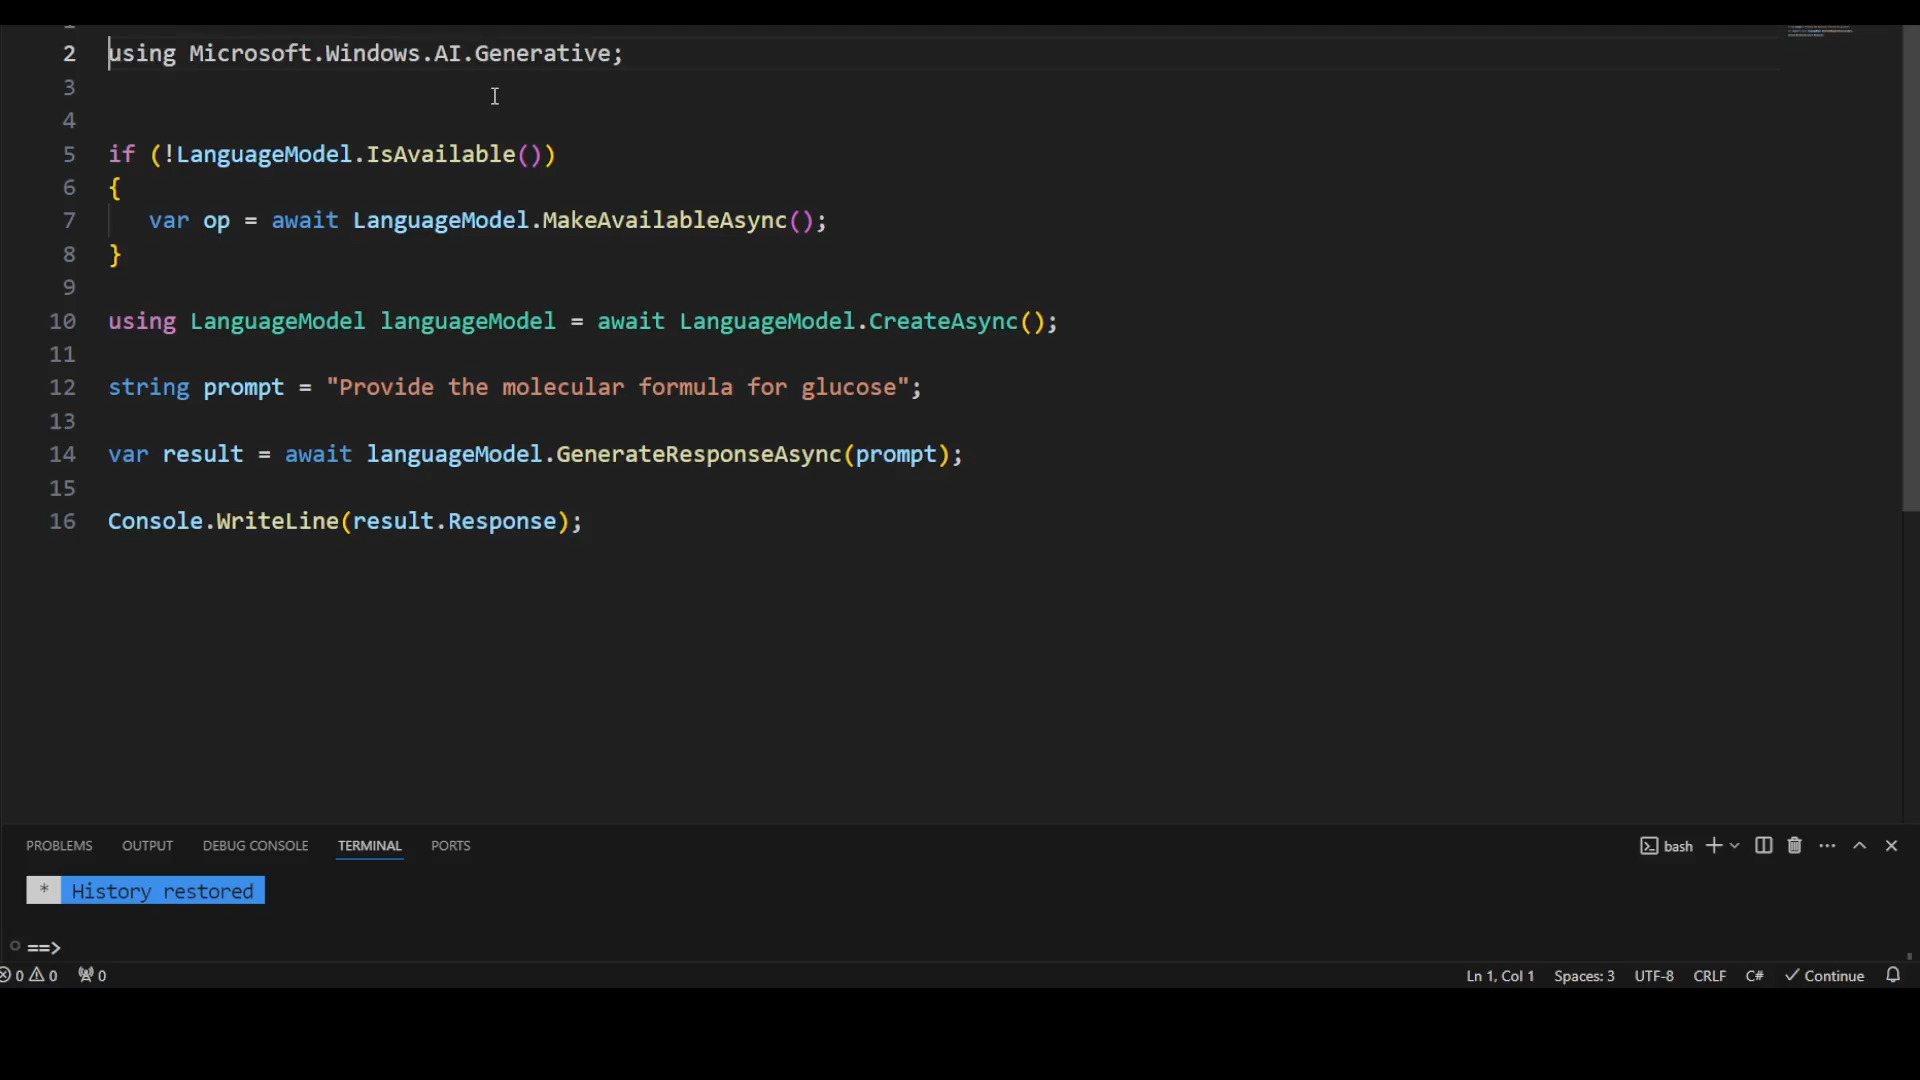 2 using Microsoft.Windows.AI.Generative;
3
4
5 if (!LanguageModel.IsAvailable())
6 {
7 var op = await LanguageModel.MakeAvailableAsync();
8 }
9
10 using LanguageModel languageModel = await LanguageModel.CreateAsync();
11
12 string prompt = "Provide the molecular formula for glucose";
13
14 var result = await languageModel.GenerateResponseAsync(prompt);
15
16 Console.WriteLine(result.Response);
PROBLEMS OUTPUT DEBUG CONSOLE TERMINAL PORTS bash
* History restored
==>
0 0 0 Ln 1, Col 1 Spaces: 3 UTF-8 CRLF C# Continue